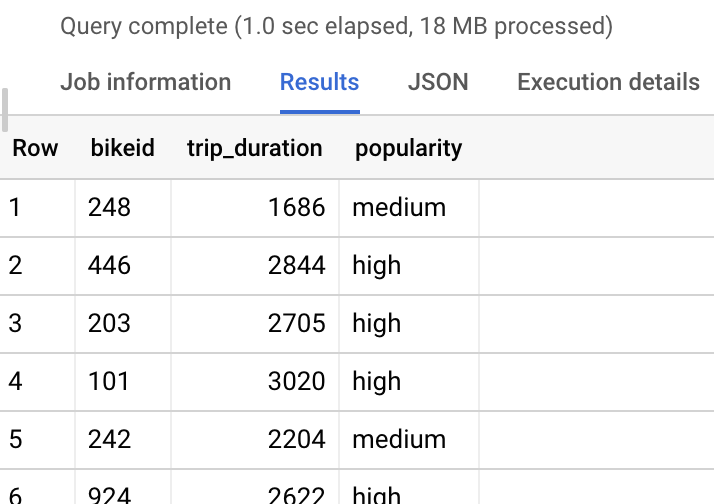 Query complete (1.0 sec elapsed, 18 MB processed)
Job information Results JSON Execution details
Row bikeid trip_duration popularity
1 248 1686 medium
2 446 2844 high
3 203 2705 high
4 101 3020 high
5 242 2204 medium
6 924 2622 high